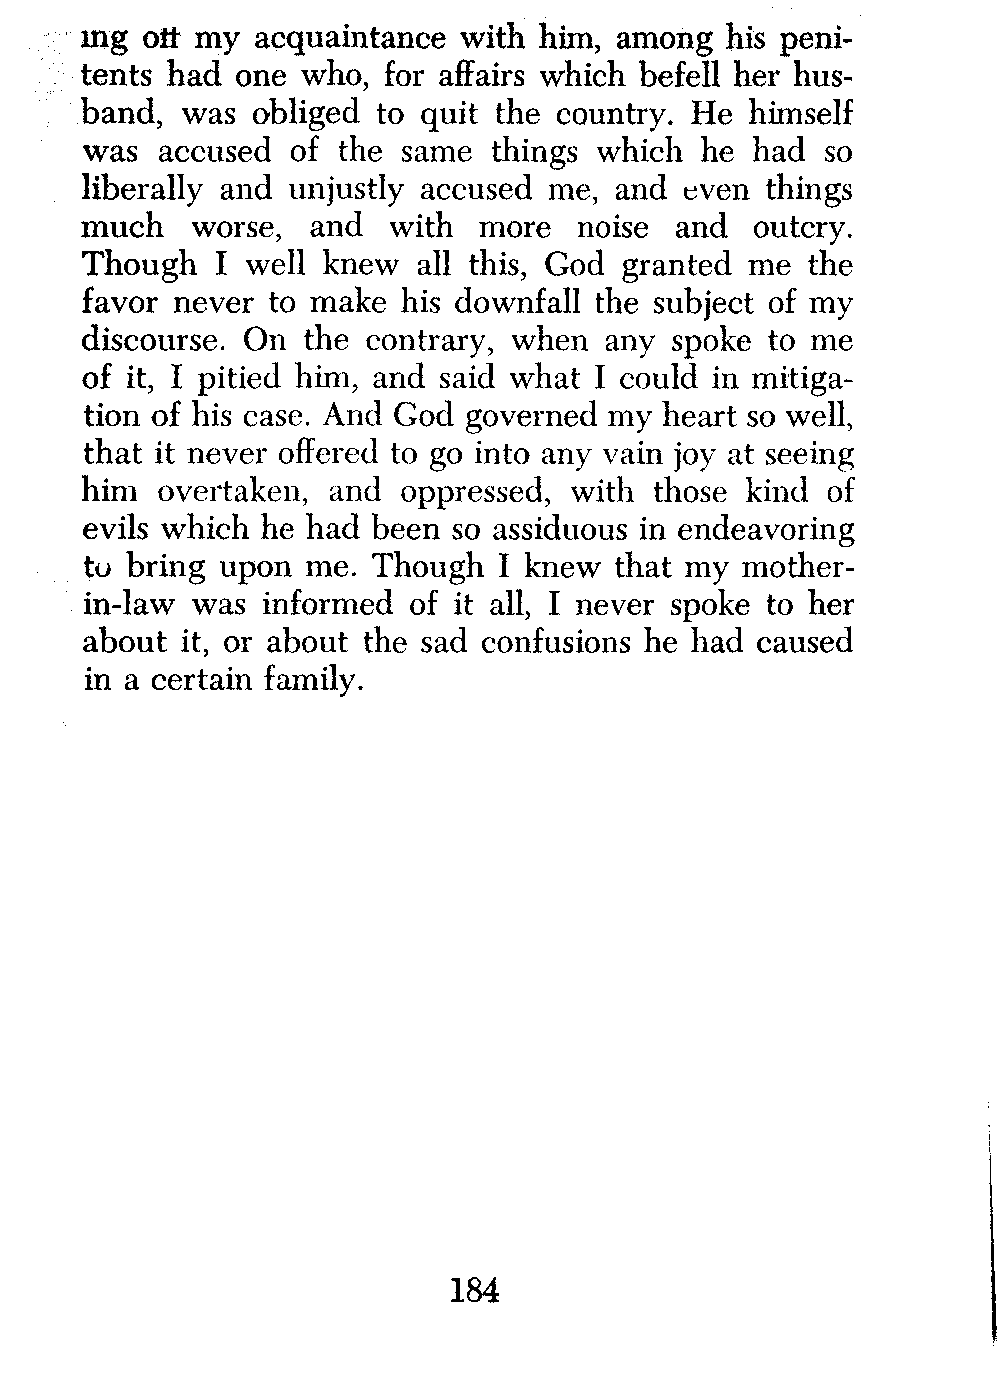 ing off my acquaintance with him, among his peni-
tents had one who, for affairs which befell her hus-
band, was obliged to quit the country. He himself
was accused of the same things which he had so
liberally and unjustly accused me, and even things
much worse, and with more noise and outcry.
Though I well knew all this, God granted me the
favor never to make his downfall the subject of my
discourse. On the contrary, when any spoke to me
of it, I pitied him, and said what I could in mitiga-
tion of his case. And God governed my heart so well,
that it never offered to go into any vain joy at seeing
him overtaken, and oppressed, with those kind of
evils which he had been so assiduous in endeavoring
to bring upon me. Though I knew that my mother-
in-law was informed of it all, I never spoke to her
about it, or about the sad confusions he had caused
in a certain family.
184